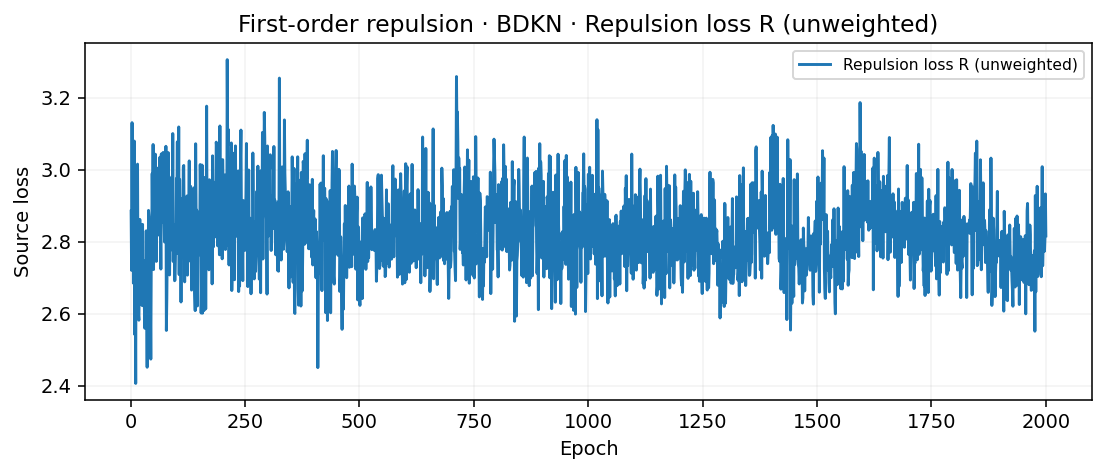 First-order repulsion · BDKN · Repulsion loss R (unweighted)
Repulsion loss R (unweighted)
Source loss
3.2
3.0
2.8
2.6
2.4
0 250 500 750 1000 1250 1500 1750 2000
Epoch